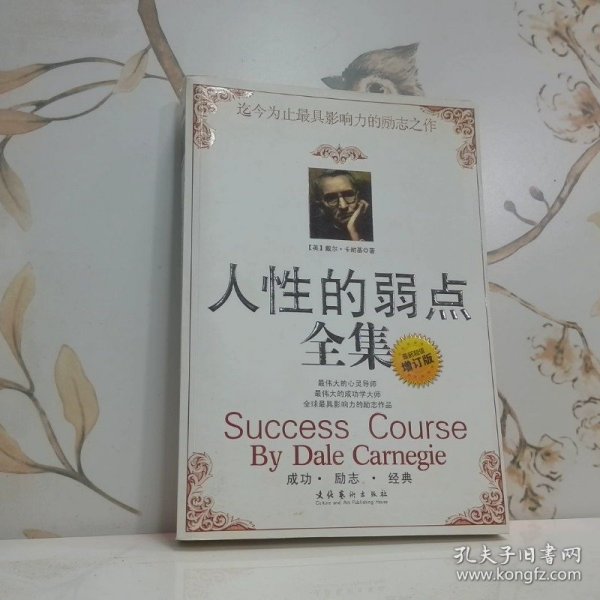 迄今为止最具影响力的励志之作
【美】戴尔·卡耐基◎著
人性的弱点
全集
最新超值
增订版
最伟大的心灵导师
最伟大的成功学大师
全球最具影响力的励志作品
Success Course
By Dale Carnegie
成功·励志·经典
文化艺术出版社
Culture and Art Publishing House
孔夫子旧书网
www.kongfz.com